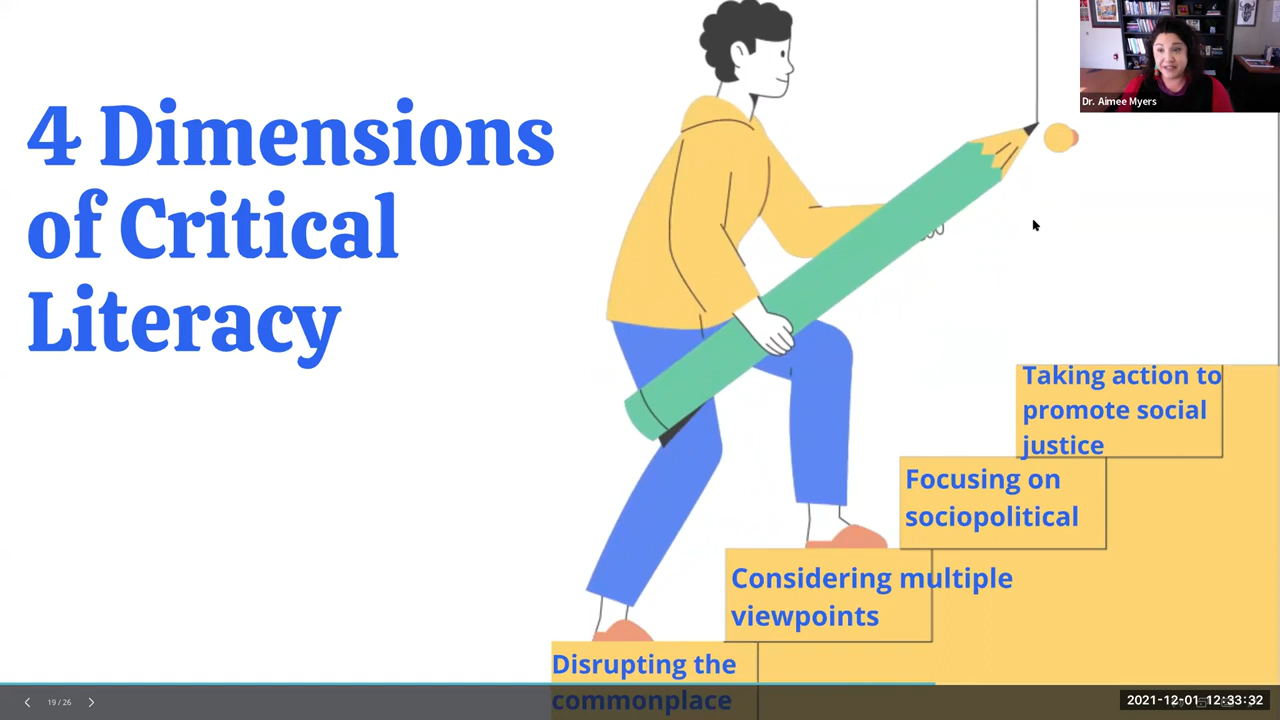 4 Dimensions
of Critical
Literacy
Dr. Aimee Myers
Taking action to
promote social
justice
Focusing on
sociopolitical
Considering multiple
viewpoints
Disrupting the
commonplace
19 / 26
2021-12-01 12:33:32